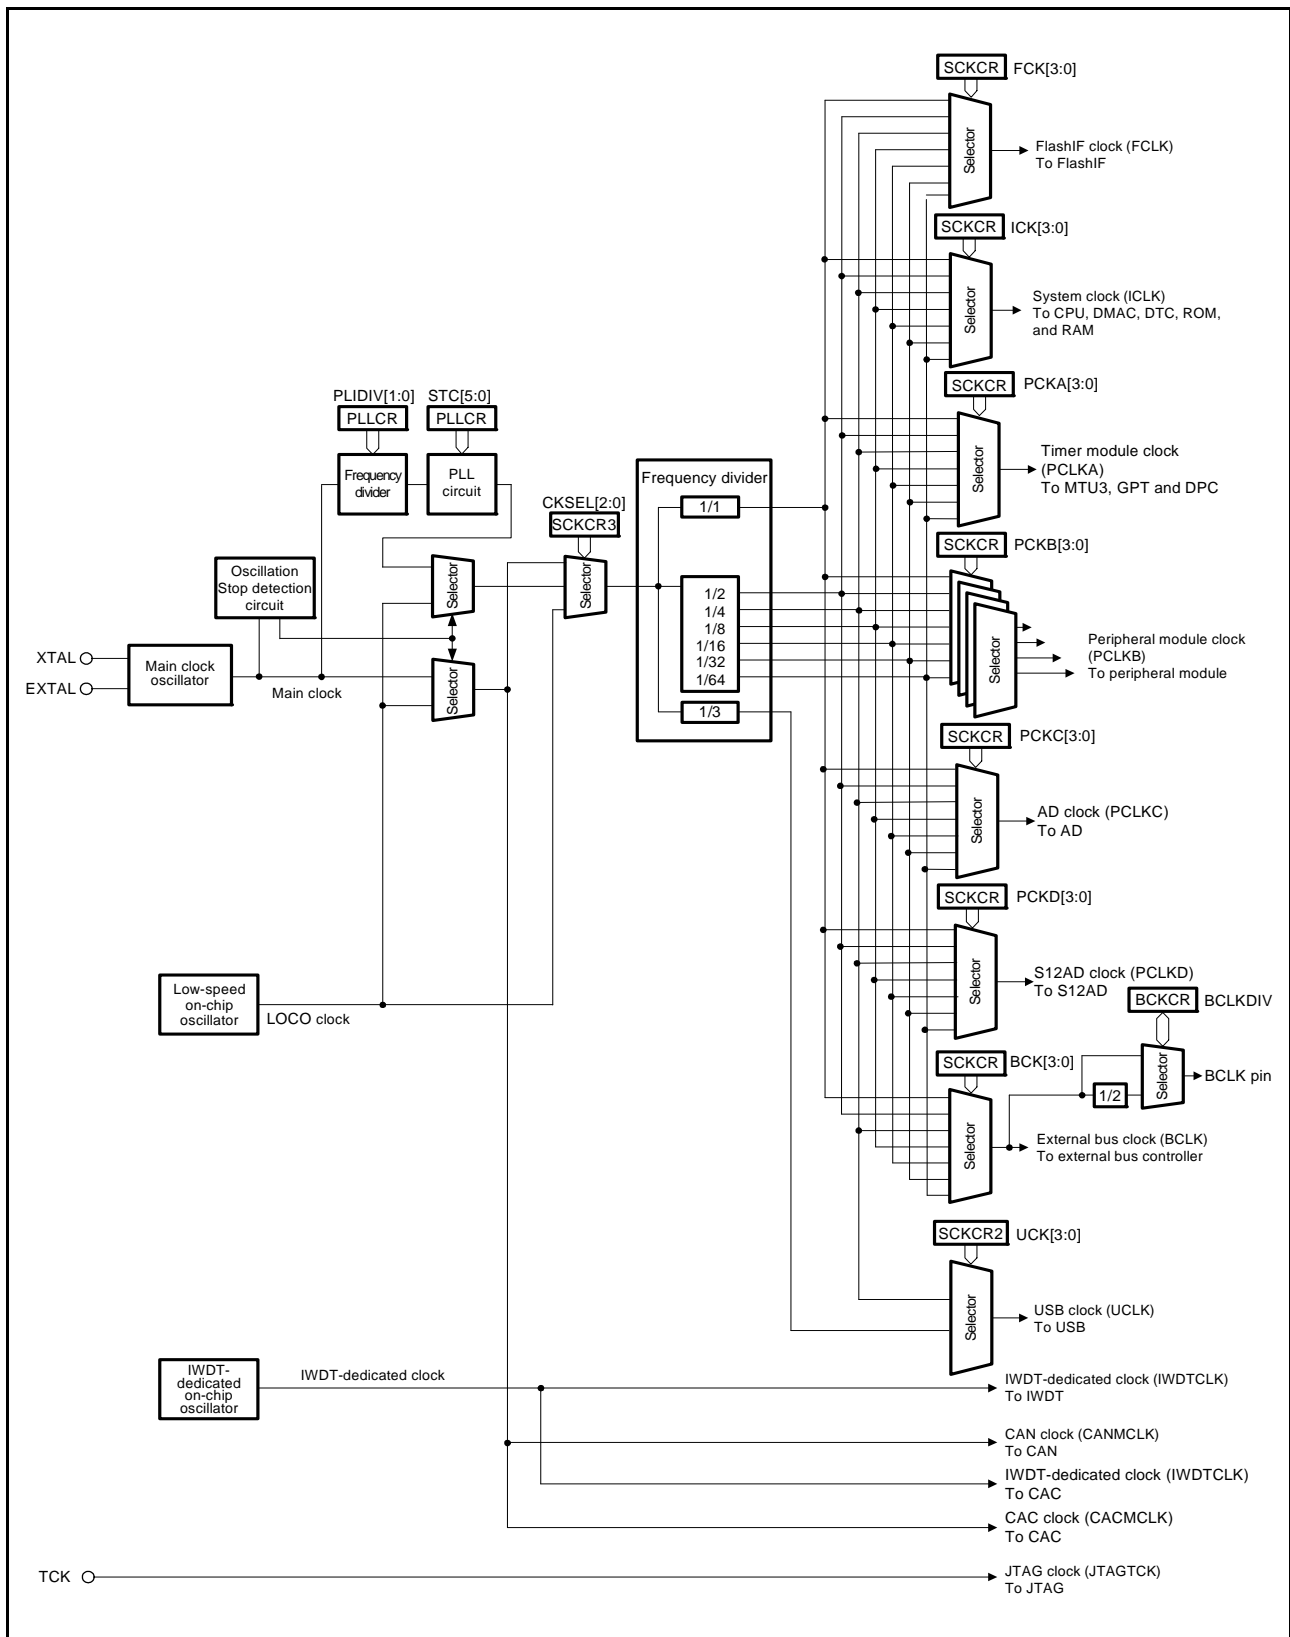 SCKCR FCK[3:0]
Selector
FlashIF clock (FCLK)
To FlashIF
SCKCR ICK[3:0]
Selector
System clock (ICLK)
To CPU, DMAC, DTC, ROM,
and RAM
SCKCR PCKA[3:0]
Selector
Timer module clock
(PCLKA)
To MTU3, GPT and DPC
PLIDIV[1:0] STC[5:0]
PLLCR PLLCR
Frequency
divider
PLL
circuit
CKSEL[2:0]
SCKCR3
Selector
Frequency divider
1/1
1/2
1/4
1/8
1/16
1/32
1/64
1/3
Oscillation
Stop detection
circuit
Selector
Selector
XTAL
EXTAL
Main clock
oscillator
Main clock
SCKCR PCKB[3:0]
Selector
Peripheral module clock
(PCLKB)
To peripheral module
SCKCR PCKC[3:0]
Selector
AD clock (PCLKC)
To AD
SCKCR PCKD[3:0]
Selector
S12AD clock (PCLKD)
To S12AD
Low-speed
on-chip
oscillator
LOCO clock
BCKCR BCLKDIV
Selector
1/2
BCLK pin
SCKCR BCK[3:0]
Selector
External bus clock (BCLK)
To external bus controller
SCKCR2 UCK[3:0]
Selector
USB clock (UCLK)
To USB
IWDT-
dedicated
on-chip
oscillator
IWDT-dedicated clock
IWDT-dedicated clock (IWDTCLK)
To IWDT
CAN clock (CANMCLK)
To CAN
IWDT-dedicated clock (IWDTCLK)
To CAC
CAC clock (CACMCLK)
To CAC
TCK
JTAG clock (JTAGTCK)
To JTAG